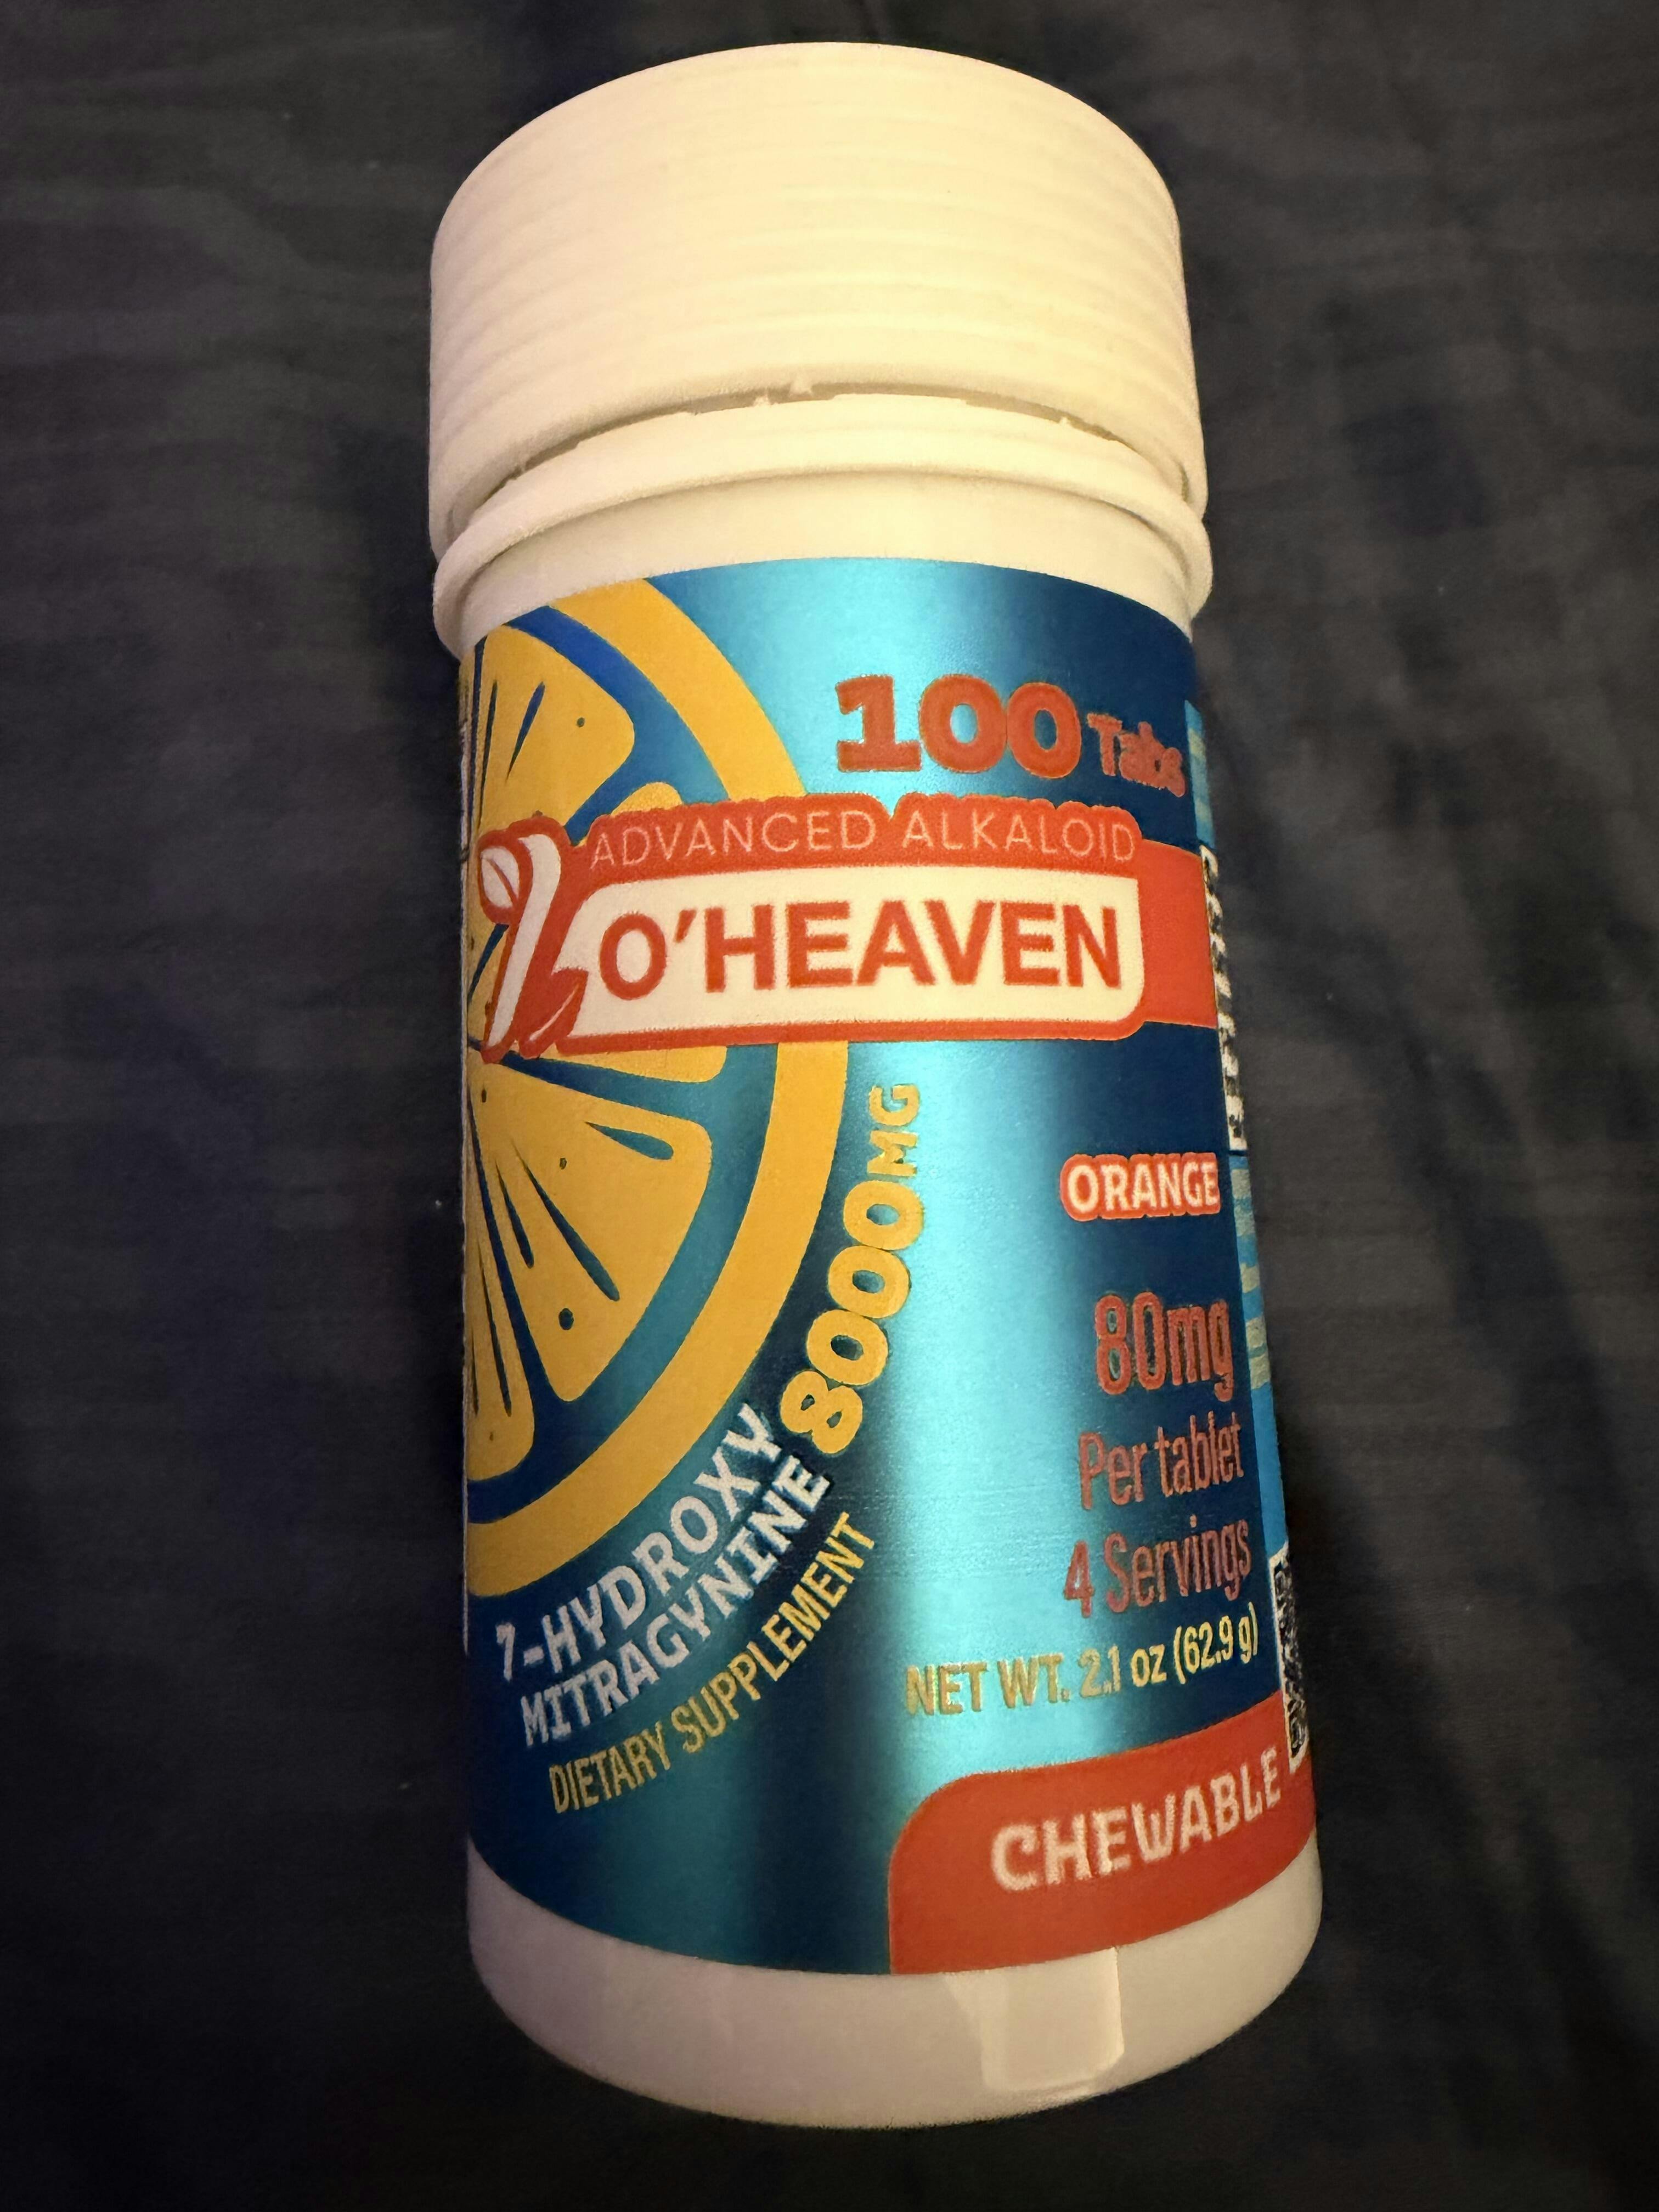 100 Tabs
ADVANCED ALKALOID
7 O'HEAVEN
ORANGE
7-HYDROXY
MITRAGYNINE 8000MG
DIETARY SUPPLEMENT
80mg
Per tablet
4 Servings
NET WT. 2.1 oz (62.9 g)
CHEWABLE